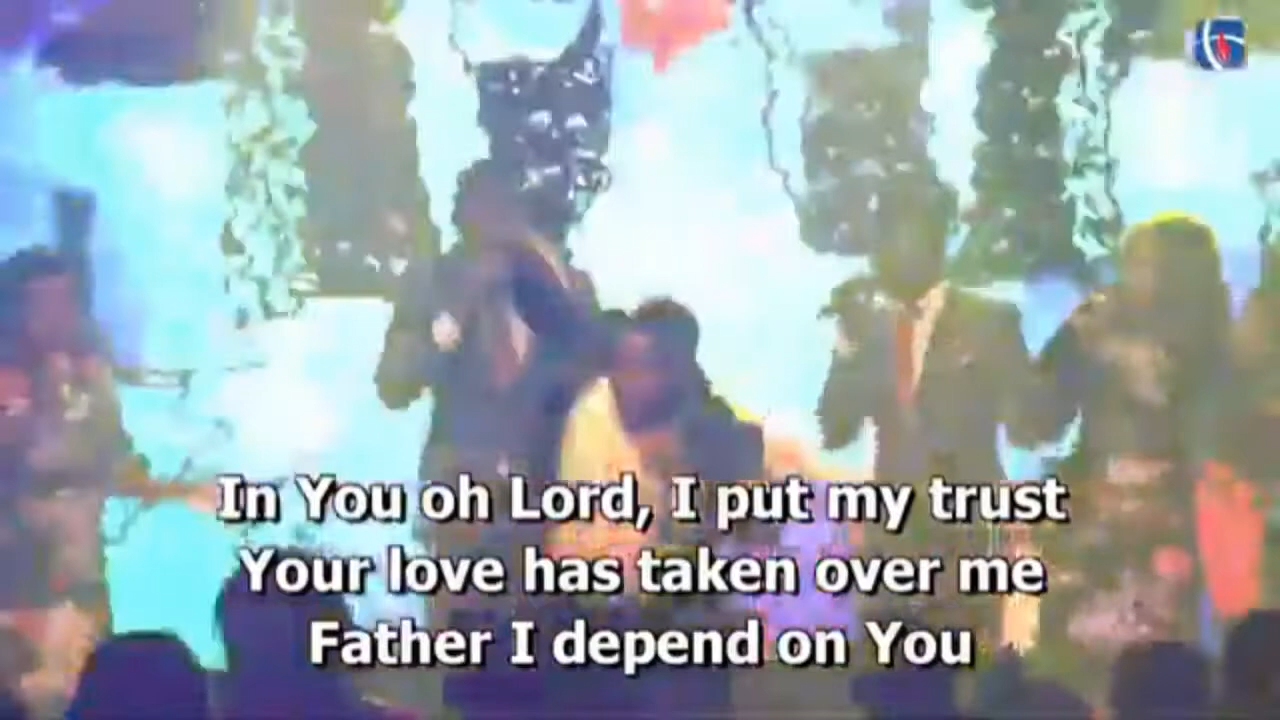 In You oh Lord, I put my trust
Your love has taken over me
Father I depend on You